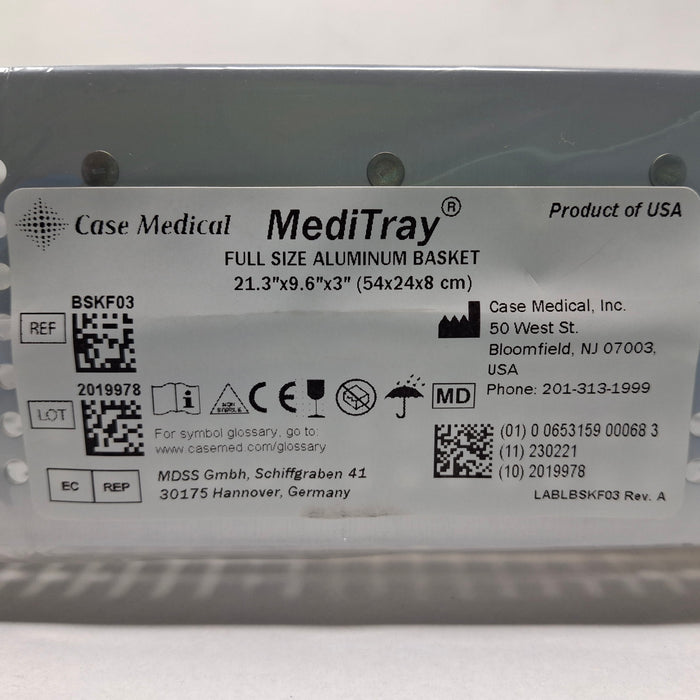 Case Medical MediTray® Product of USA
FULL SIZE ALUMINUM BASKET
21.3"x9.6"x3" (54x24x8 cm)
BSKF03
REF
Case Medical, Inc.
50 West St.
Bloomfield, NJ 07003,
USA
Phone: 201-313-1999
2019978
LOT
NON
STERILE
CE
MD
For symbol glossary, go to:
www.casemed.com/glossary
(01) 0 0653159 00068 3
(11) 230221
(10) 2019978
EC REP
MDSS Gmbh, Schiffgraben 41
30175 Hannover, Germany
LABLBSKF03 Rev. A